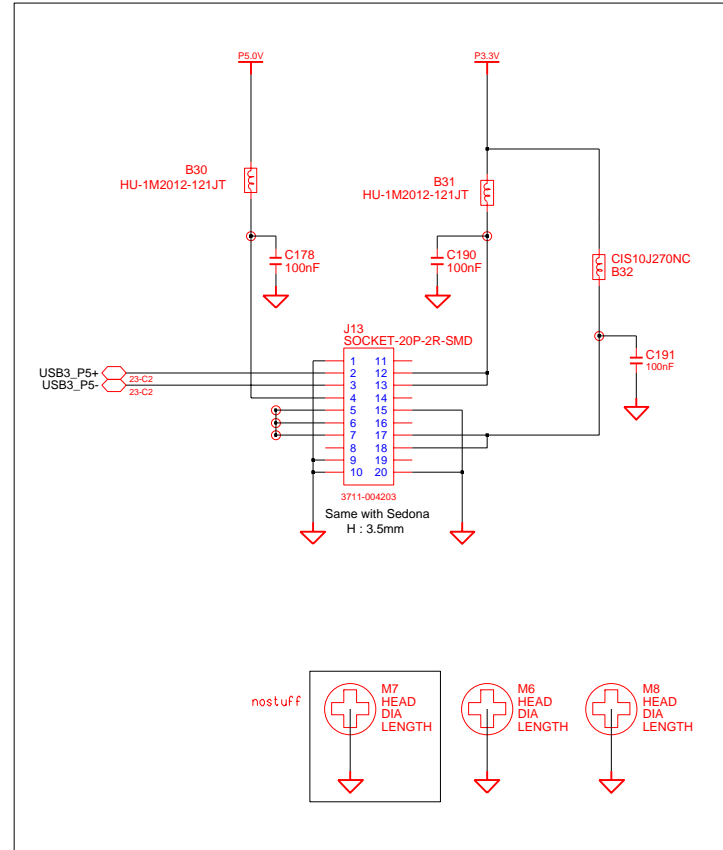 P5.0V
P3.3V
B30
HU-1M2012-121JT
B31
HU-1M2012-121JT
CIS10J270NC
B32
C178
100nF
C190
100nF
C191
100nF
J13
SOCKET-20P-2R-SMD
USB3_P5+
23-C2
USB3_P5-
23-C2
1 11
2 12
3 13
4 14
5 15
6 16
7 17
8 18
9 19
10 20
3711-004203
Same with Sedona
H : 3.5mm
nostuff
M7
HEAD
DIA
LENGTH
M6
HEAD
DIA
LENGTH
M8
HEAD
DIA
LENGTH